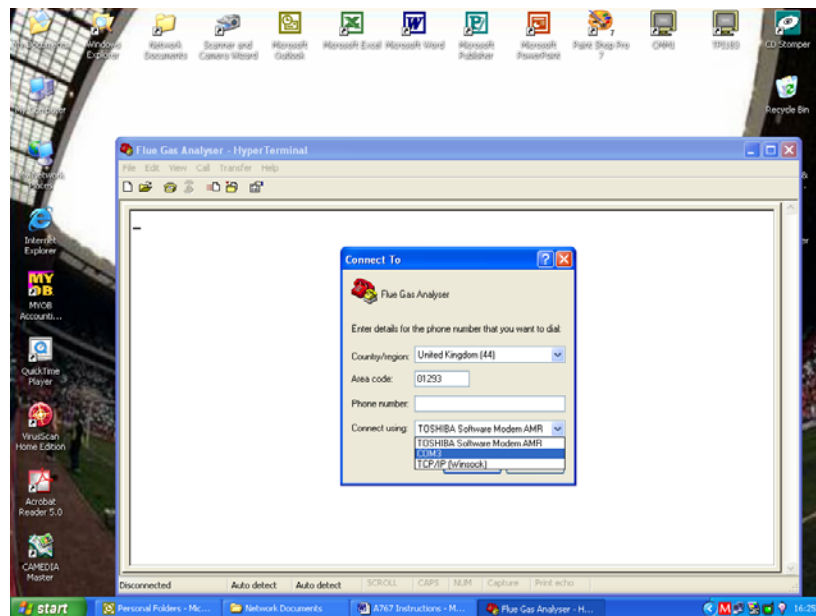 My Documents
Windows
Explorer
Network
Documents
Scanner and
Camera Wizard
Microsoft
Outlook
Microsoft Excel
Microsoft Word
Microsoft
Publisher
Microsoft
PowerPoint
Paint Shop Pro
7
CD Stomper
My Computer
Recycle Bin
Places
Internet
Explorer
MYOB
Accounti...
QuickTime
Player
VirusScan
Home Edition
Acrobat
Reader 5.0
CAMEDIA
Master
Flue Gas Analyser - HyperTerminal
File Edit View Call Transfer Help
Connect To
Flue Gas Analyser
Enter details for the phone number that you want to dial:
Country/region: United Kingdom (44)
Area code: 01293
Phone number:
Connect using: TOSHIBA Software Modem AMR
TOSHIBA Software Modem AMR
COM3
TCP/IP (Winsock)
Disconnected Auto detect Auto detect SCROLL CAPS NUM Capture Print echo
start Personal Folders - Mic... Network Documents A767 Instructions - M... Flue Gas Analyser - H... 16:25